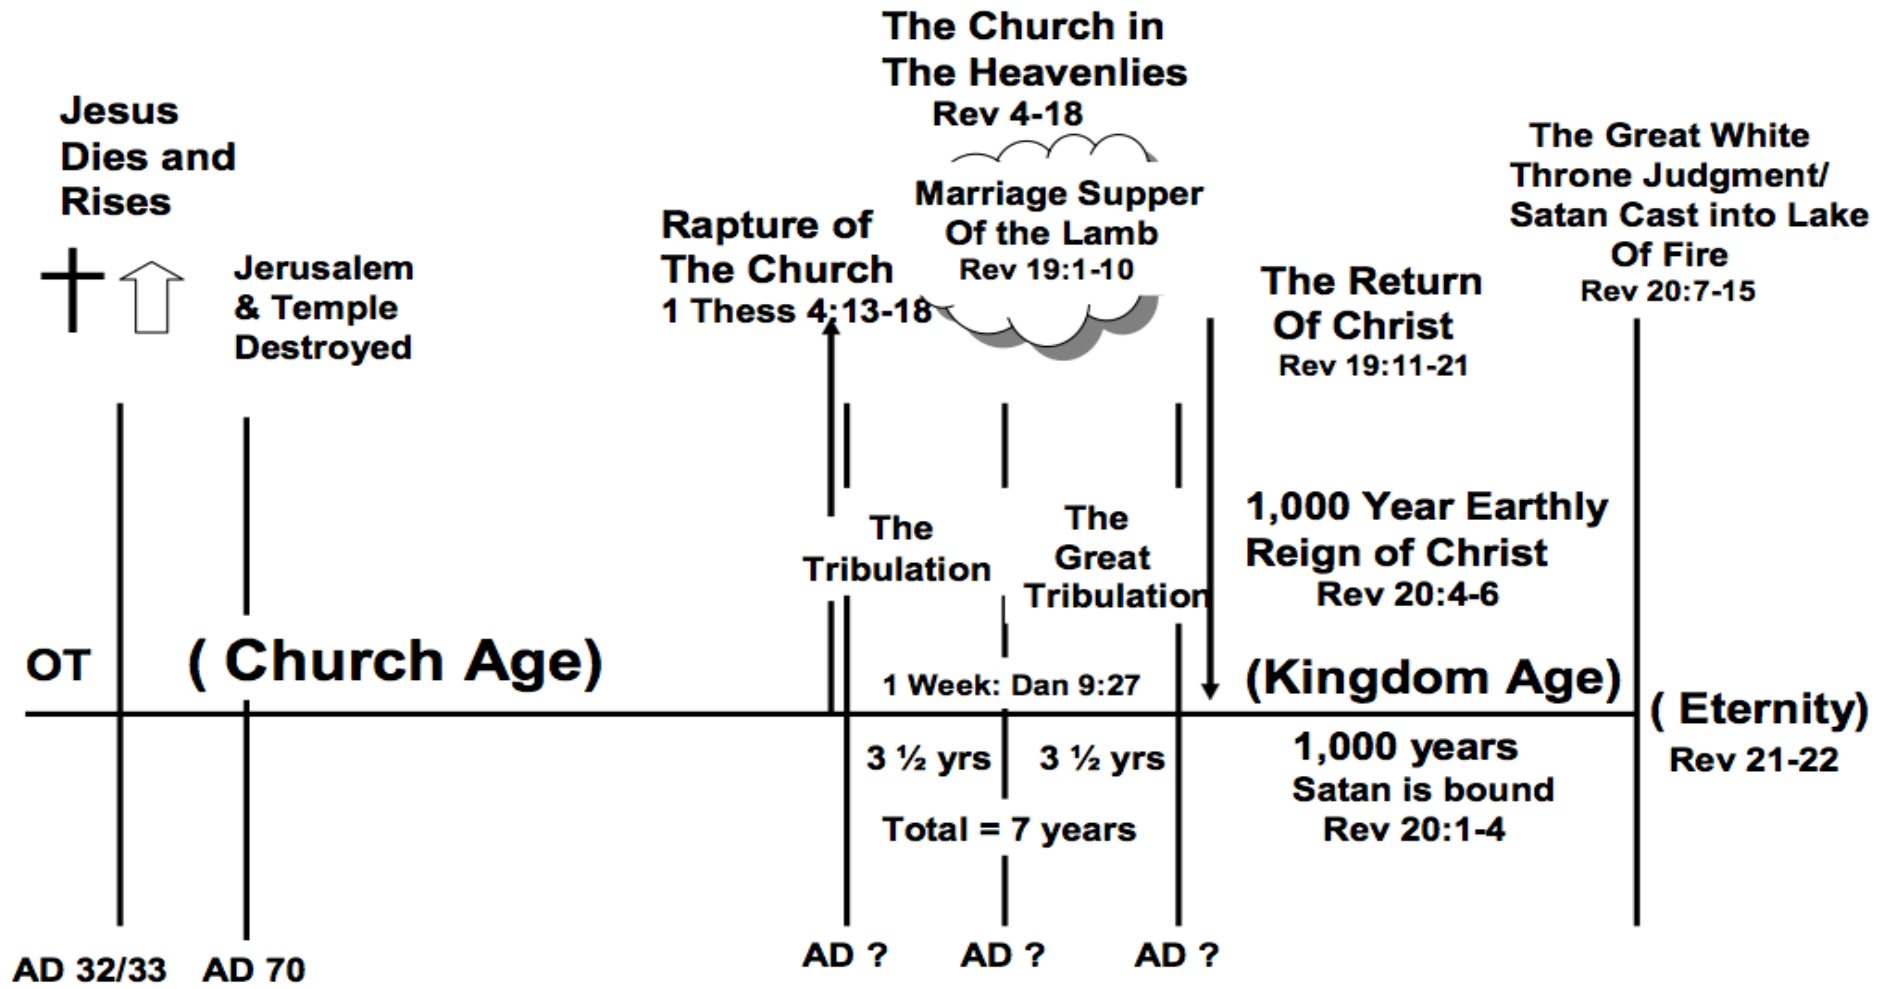 The Church in
The Heavenlies
Rev 4-18
Jesus
Dies and
Rises
Jerusalem
& Temple
Destroyed
Rapture of
The Church
1 Thess 4:13-18
Marriage Supper
Of the Lamb
Rev 19:1-10
The Return
Of Christ
Rev 19:11-21
The Great White
Throne Judgment/
Satan Cast into Lake
Of Fire
Rev 20:7-15
The
Tribulation
The
Great
Tribulation
1,000 Year Earthly
Reign of Christ
Rev 20:4-6
OT
( Church Age)
1 Week: Dan 9:27
(Kingdom Age)
( Eternity)
Rev 21-22
3 ½ yrs
3 ½ yrs
Total = 7 years
1,000 years
Satan is bound
Rev 20:1-4
AD 32/33
AD 70
AD ?
AD ?
AD ?